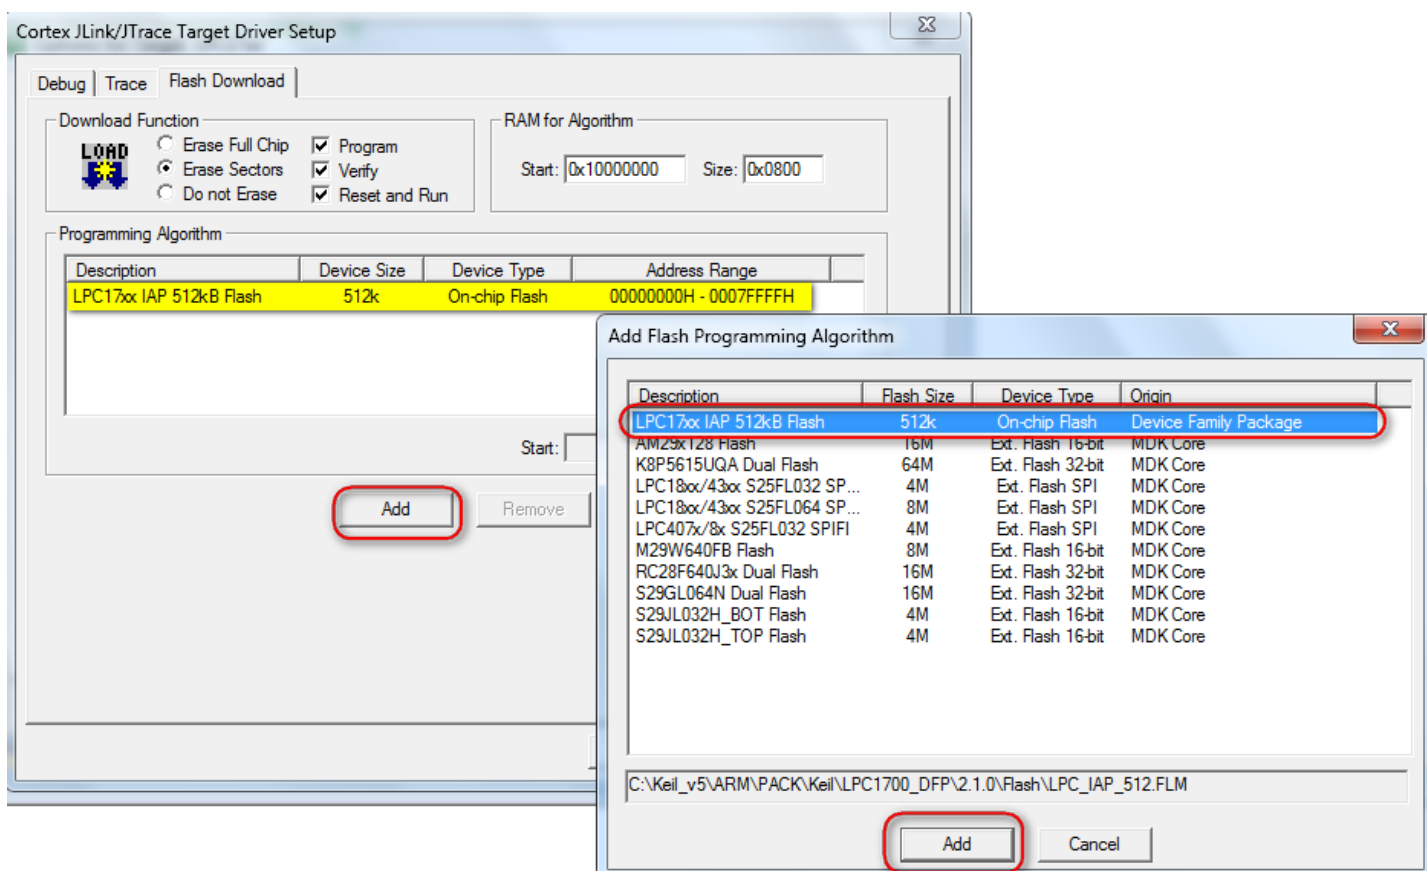 Cortex JLink/JTrace Target Driver Setup
Debug Trace Flash Download
Download Function
LOAD
Erase Full Chip Program
Erase Sectors Verify
Do not Erase Reset and Run
RAM for Algorithm
Start: 0x10000000 Size: 0x0800
Programming Algorithm
Description Device Size Device Type Address Range
LPC17xx IAP 512kB Flash 512k On-chip Flash 00000000H - 0007FFFFH
Start:
Add Remove
Add Flash Programming Algorithm
Description Flash Size Device Type Origin
LPC17xx IAP 512kB Flash 512k On-chip Flash Device Family Package
AM29x128 Flash 16M Ext. Flash 16-bit MDK Core
K8P5615UQA Dual Flash 64M Ext. Flash 32-bit MDK Core
LPC18xx/43xx S25FL032 SP... 4M Ext. Flash SPI MDK Core
LPC18xx/43xx S25FL064 SP... 8M Ext. Flash SPI MDK Core
LPC407x/8x S25FL032 SPIFI 4M Ext. Flash SPI MDK Core
M29W640FB Flash 8M Ext. Flash 16-bit MDK Core
RC28F640J3x Dual Flash 16M Ext. Flash 32-bit MDK Core
S29GL064N Dual Flash 16M Ext. Flash 32-bit MDK Core
S29JL032H_BOT Flash 4M Ext. Flash 16-bit MDK Core
S29JL032H_TOP Flash 4M Ext. Flash 16-bit MDK Core
C:\Keil_v5\ARM\PACK\Keil\LPC1700_DFP\2.1.0\Flash\LPC_IAP_512.FLM
Add Cancel